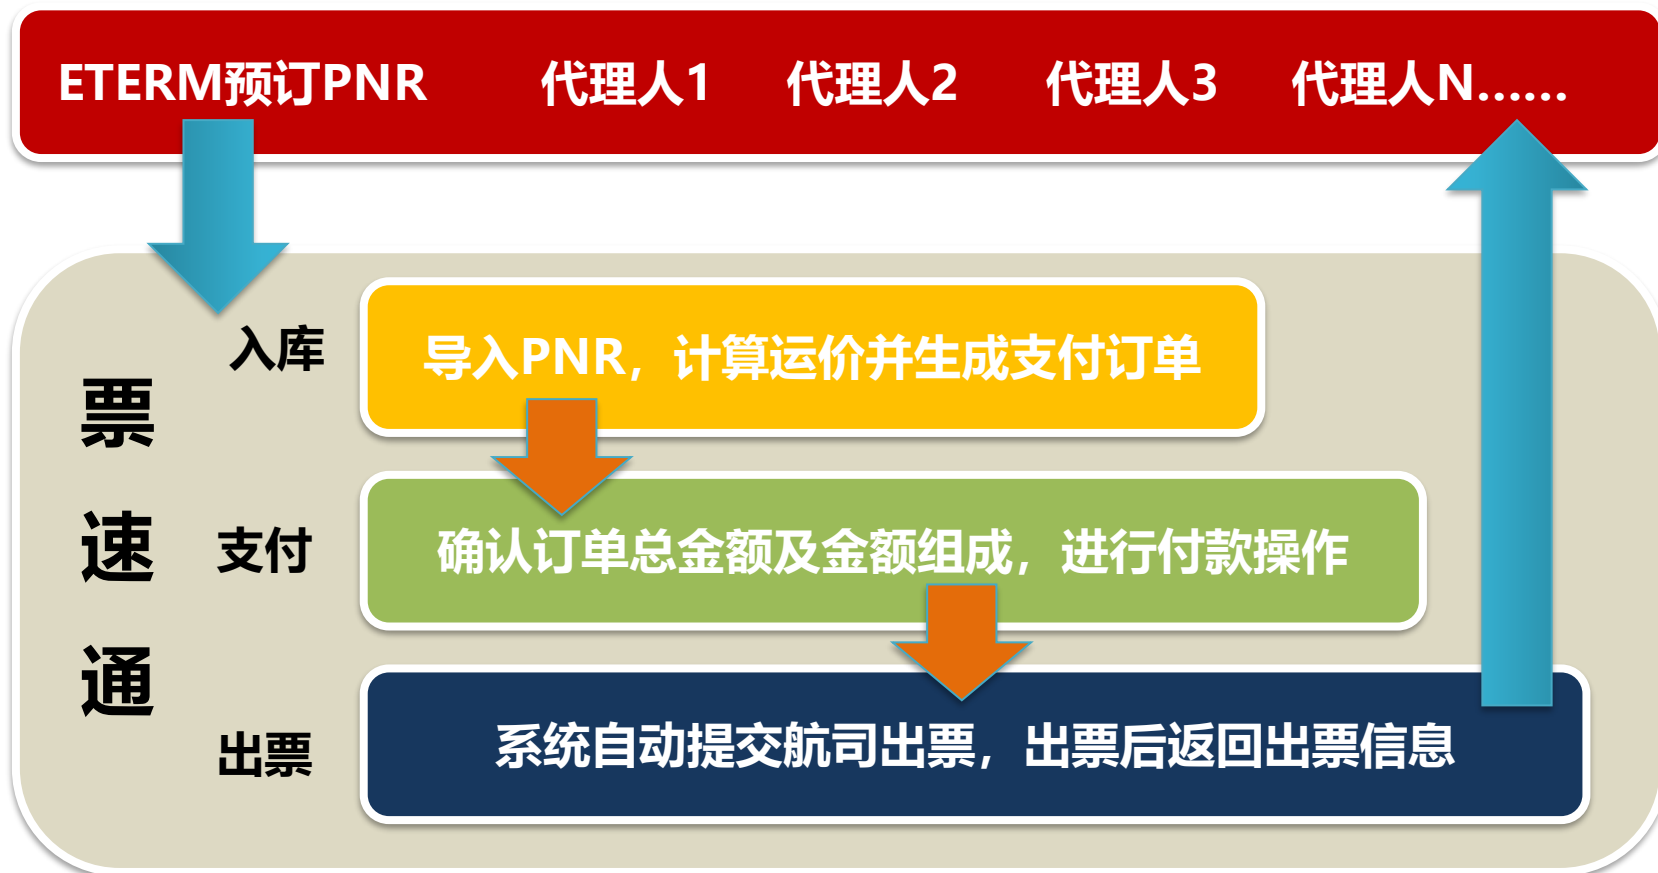 ETERM预订PNR 代理人1 代理人2 代理人3 代理人N……
票速通
入库
导入PNR，计算运价并生成支付订单
支付
确认订单总金额及金额组成，进行付款操作
出票
系统自动提交航司出票，出票后返回出票信息